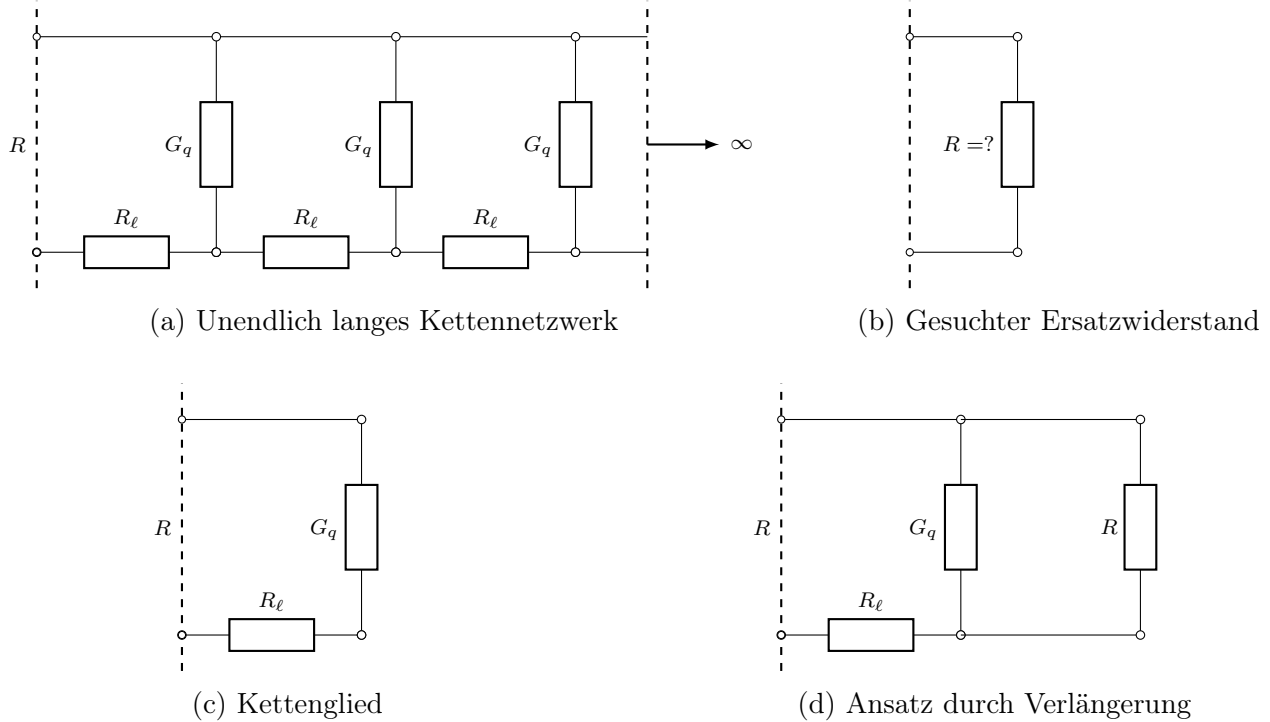 R
G_q
G_q
G_q
∞
R_ℓ
R_ℓ
R_ℓ
(a) Unendlich langes Kettennetzwerk
R =?
(b) Gesuchter Ersatzwiderstand
R
G_q
R_ℓ
(c) Kettenglied
R
G_q
R
R_ℓ
(d) Ansatz durch Verlängerung